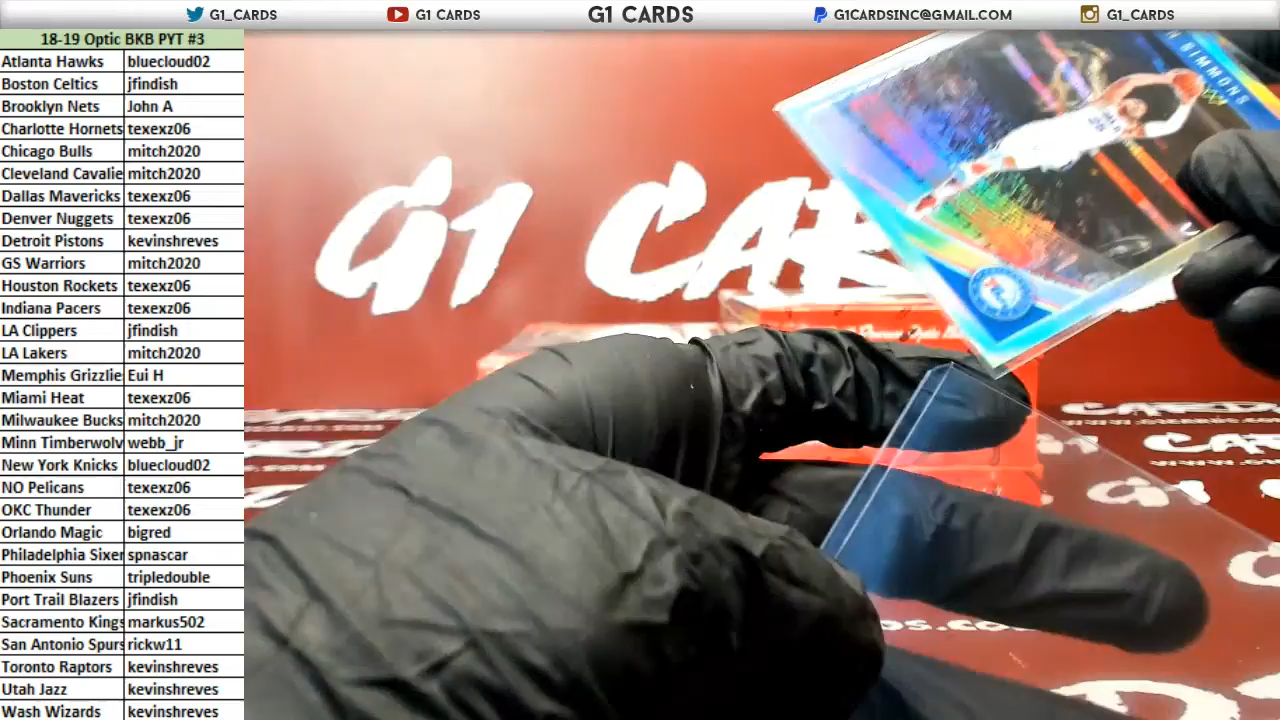 G1_CARDS
G1 CARDS
G1 CARDS
G1CARDSINC@GMAIL.COM
G1_CARDS
18-19 Optic BKB PYT #3
Atlanta Hawks bluecloud02
Boston Celtics jfindish
Brooklyn Nets John A
Charlotte Hornets texexz06
Chicago Bulls mitch2020
Cleveland Cavalie mitch2020
Dallas Mavericks texexz06
Denver Nuggets texexz06
Detroit Pistons kevinshreves
GS Warriors mitch2020
Houston Rockets texexz06
Indiana Pacers texexz06
LA Clippers jfindish
LA Lakers mitch2020
Memphis Grizzlie Eui H
Miami Heat texexz06
Milwaukee Bucks mitch2020
Minn Timberwolv webb_jr
New York Knicks bluecloud02
NO Pelicans texexz06
OKC Thunder texexz06
Orlando Magic bigred
Philadelphia Sixer spnascar
Phoenix Suns tripledouble
Port Trail Blazers jfindish
Sacramento Kings markus502
San Antonio Spurs rickw11
Toronto Raptors kevinshreves
Utah Jazz kevinshreves
Wash Wizards kevinshreves
SIMMONS
G1 CAR